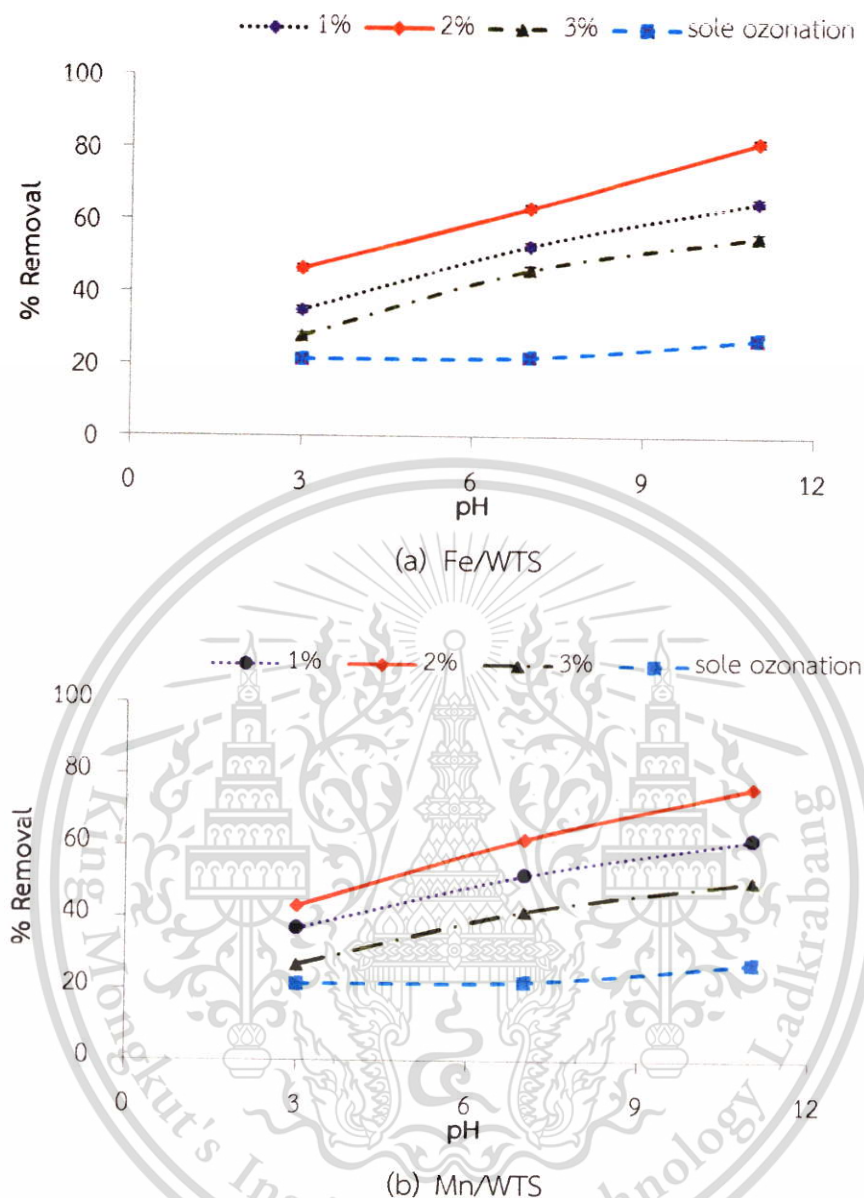 1% 2% 3% sole ozonation
100
80
60
40
20
0
% Removal
0 3 6 9 12
pH
(a) Fe/WTS
1% 2% 3% sole ozonation
100
80
60
40
20
0
% Removal
0 3 6 9 12
pH
(b) Mn/WTS
King Mongkut's Ins Technology Ladkrabang